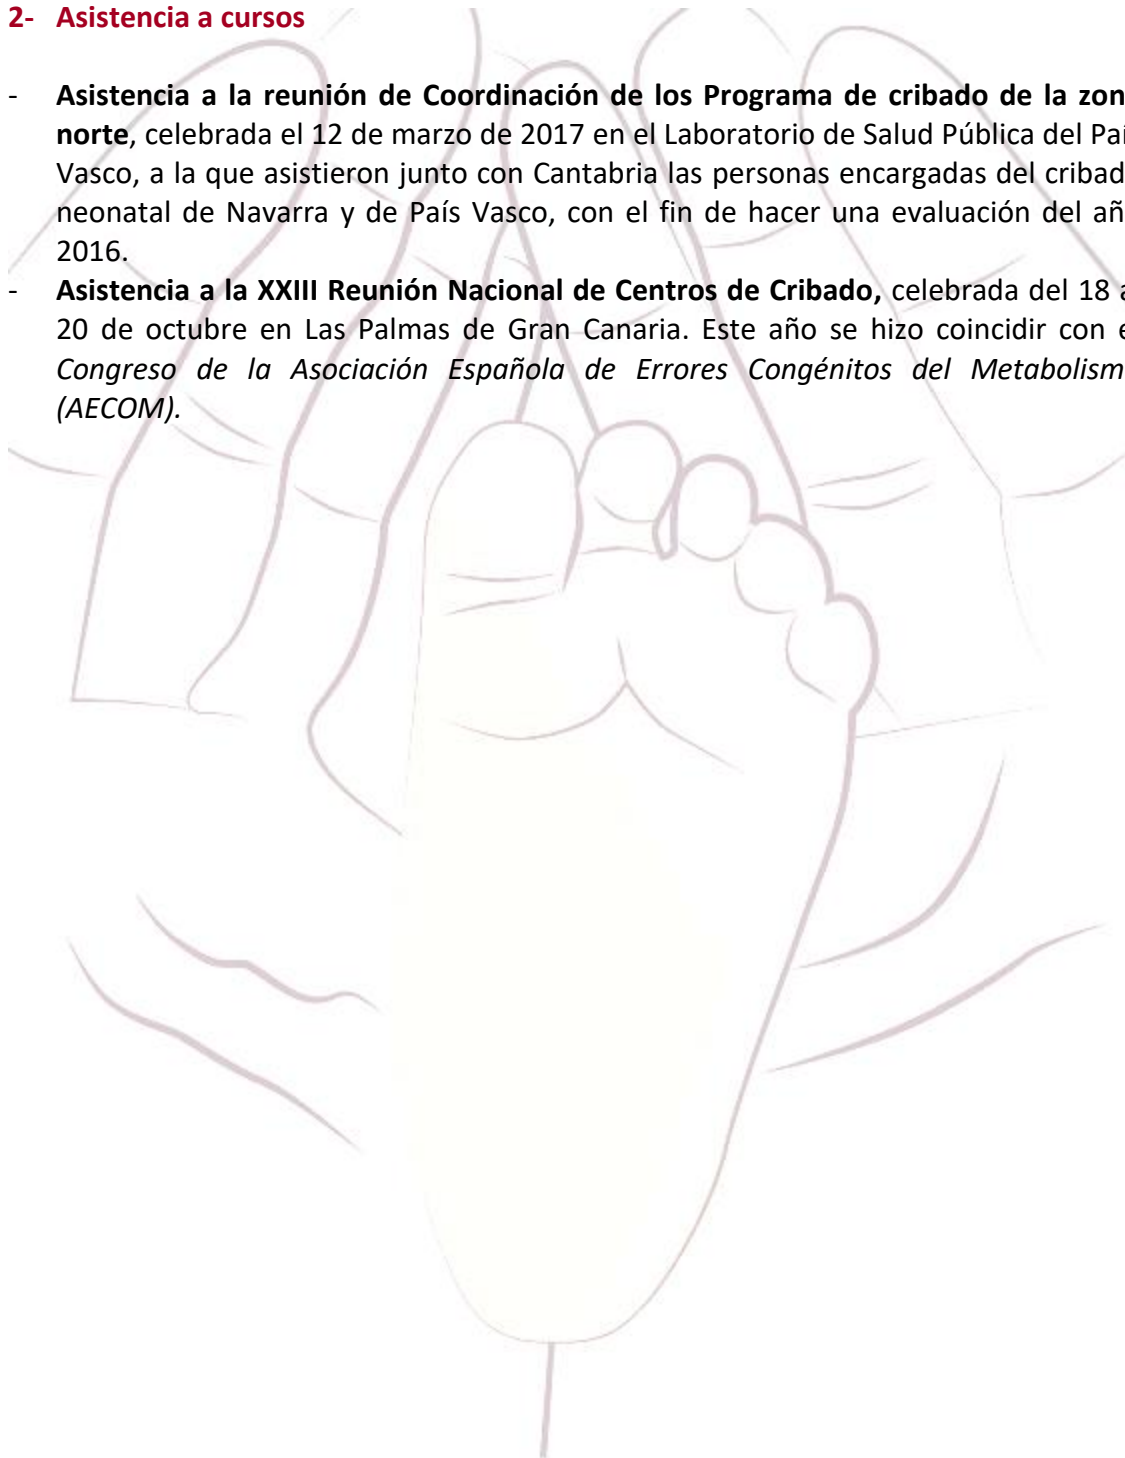 2- Asistencia a cursos
- Asistencia a la reunión de Coordinación de los Programa de cribado de la zon
norte, celebrada el 12 de marzo de 2017 en el Laboratorio de Salud Pública del Paí
Vasco, a la que asistieron junto con Cantabria las personas encargadas del cribad
neonatal de Navarra y de País Vasco, con el fin de hacer una evaluación del añ
2016.
- Asistencia a la XXIII Reunión Nacional de Centros de Cribado, celebrada del 18 a
20 de octubre en Las Palmas de Gran Canaria. Este año se hizo coincidir con e
Congreso de la Asociación Española de Errores Congénitos del Metabolism
(AECOM).